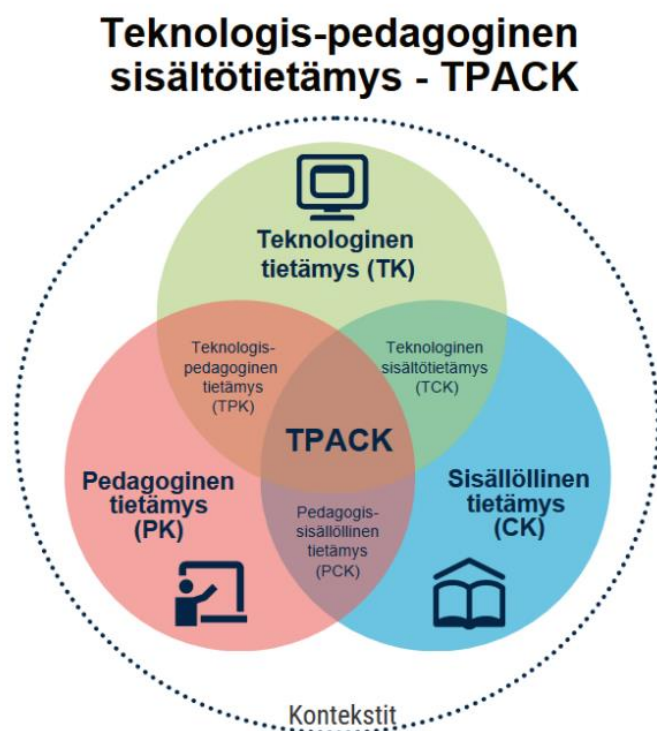 Teknologis-pedagoginen
sisältötietämys - TPACK
Teknologinen
tietämys (TK)
Teknologis-
pedagoginen
tietämys
(TPK)
Teknologinen
sisältötietämys
(TCK)
TPACK
Pedagoginen
tietämys
(PK)
Sisällöllinen
tietämys
(CK)
Pedagogis-
sisällöllinen
tietämys
(PCK)
Kontekstit